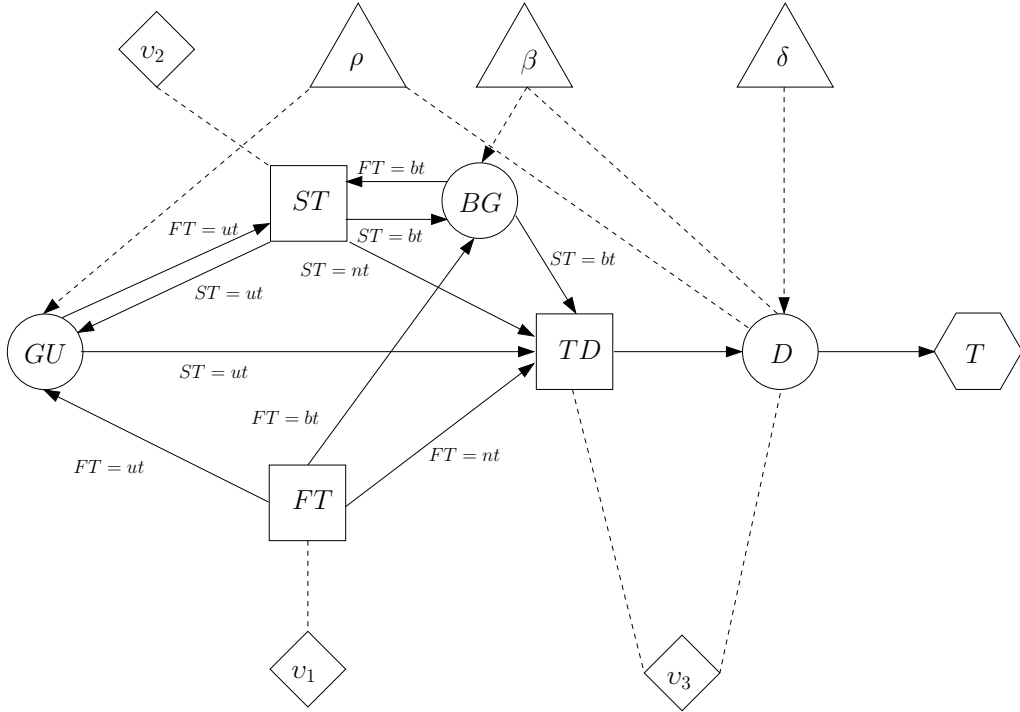 υ₂
ρ
β
δ
FT = bt
ST
BG
FT = ut
ST = bt
ST = nt
ST = bt
ST = ut
GU
TD
D
T
ST = ut
FT = bt
FT = nt
FT = ut
FT
υ₁
υ₃